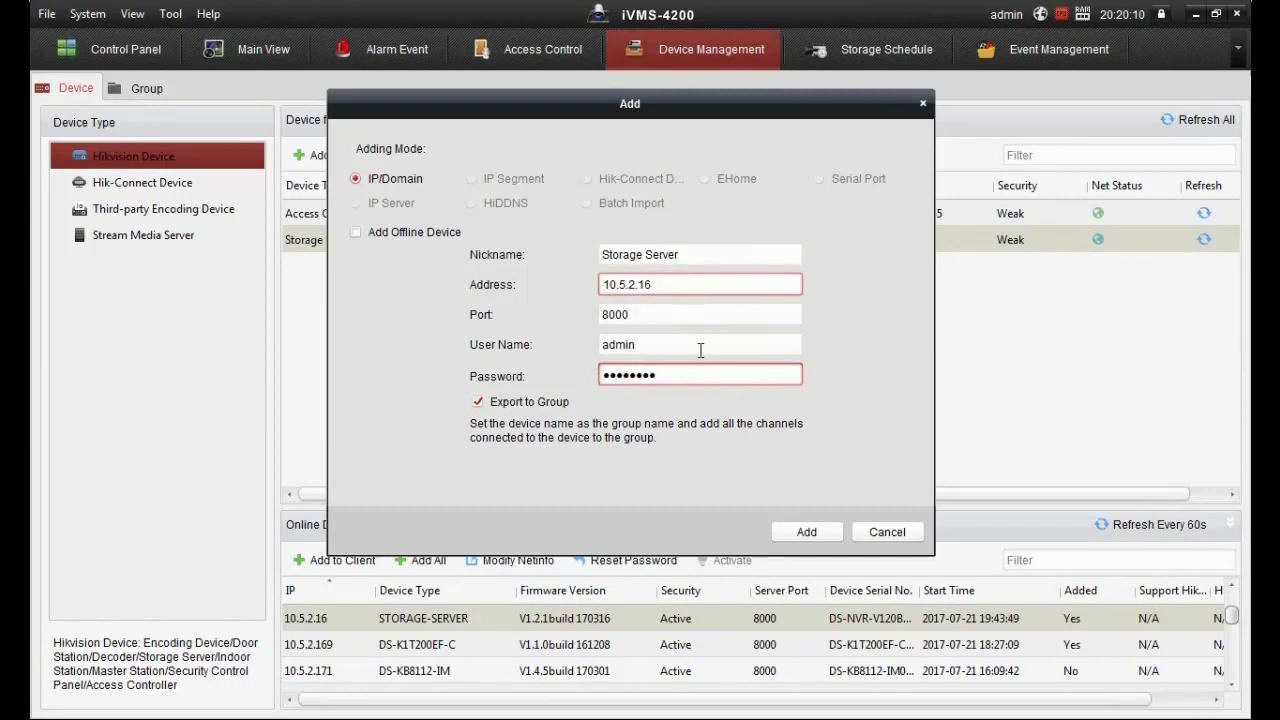 File System View Tool Help iVMS-4200 admin 20:20:10
Control Panel Main View Alarm Event Access Control Device Management Storage Schedule Event Management
Device Group
Device Type
Hikvision Device
Hik-Connect Device
Third-party Encoding Device
Stream Media Server
Hikvision Device: Encoding Device/Door
Station/Decoder/Storage Server/Indoor
Station/Master Station/Security Control
Panel/Access Controller
Refresh All
Filter
Security Net Status Refresh
5 Weak
Storage Weak
Add
Adding Mode:
IP/Domain IP Segment Hik-Connect D... EHome Serial Port
IP Server HiDDNS Batch Import
Add Offline Device
Nickname: Storage Server
Address: 10.5.2.16
Port: 8000
User Name: admin
Password: ●●●●●●●●
Export to Group
Set the device name as the group name and add all the channels
connected to the device to the group.
Add Cancel
Refresh Every 60s
Add to Client Add All Modify Netinfo Reset Password Activate Filter
IP Device Type Firmware Version Security Server Port Device Serial No. Start Time Added Support Hik... H
10.5.2.16 STORAGE-SERVER V1.2.1build 170316 Active 8000 DS-NVR-V120B... 2017-07-21 19:43:49 Yes N/A N/
10.5.2.169 DS-K1T200EF-C V1.1.0build 161208 Active 8000 DS-K1T200EF-C... 2017-07-21 18:27:09 Yes N/A N/
10.5.2.171 DS-KB8112-IM V1.4.5build 170301 Active 8000 DS-KB8112-IM0... 2017-07-21 16:09:42 No N/A N/